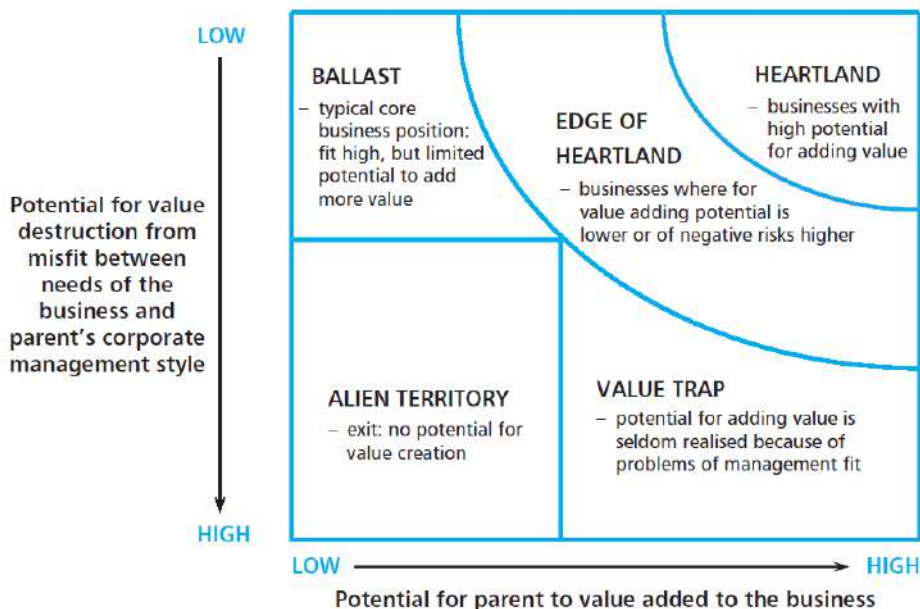 LOW
BALLAST
– typical core
business position:
fit high, but limited
potential to add
more value
EDGE OF
HEARTLAND
– businesses where for
value adding potential is
lower or of negative risks higher
HEARTLAND
– businesses with
high potential
for adding value
Potential for value
destruction from
misfit between
needs of the
business and
parent's corporate
management style
ALIEN TERRITORY
– exit: no potential for
value creation
VALUE TRAP
– potential for adding value is
seldom realised because of
problems of management fit
HIGH
LOW
HIGH
Potential for parent to value added to the business